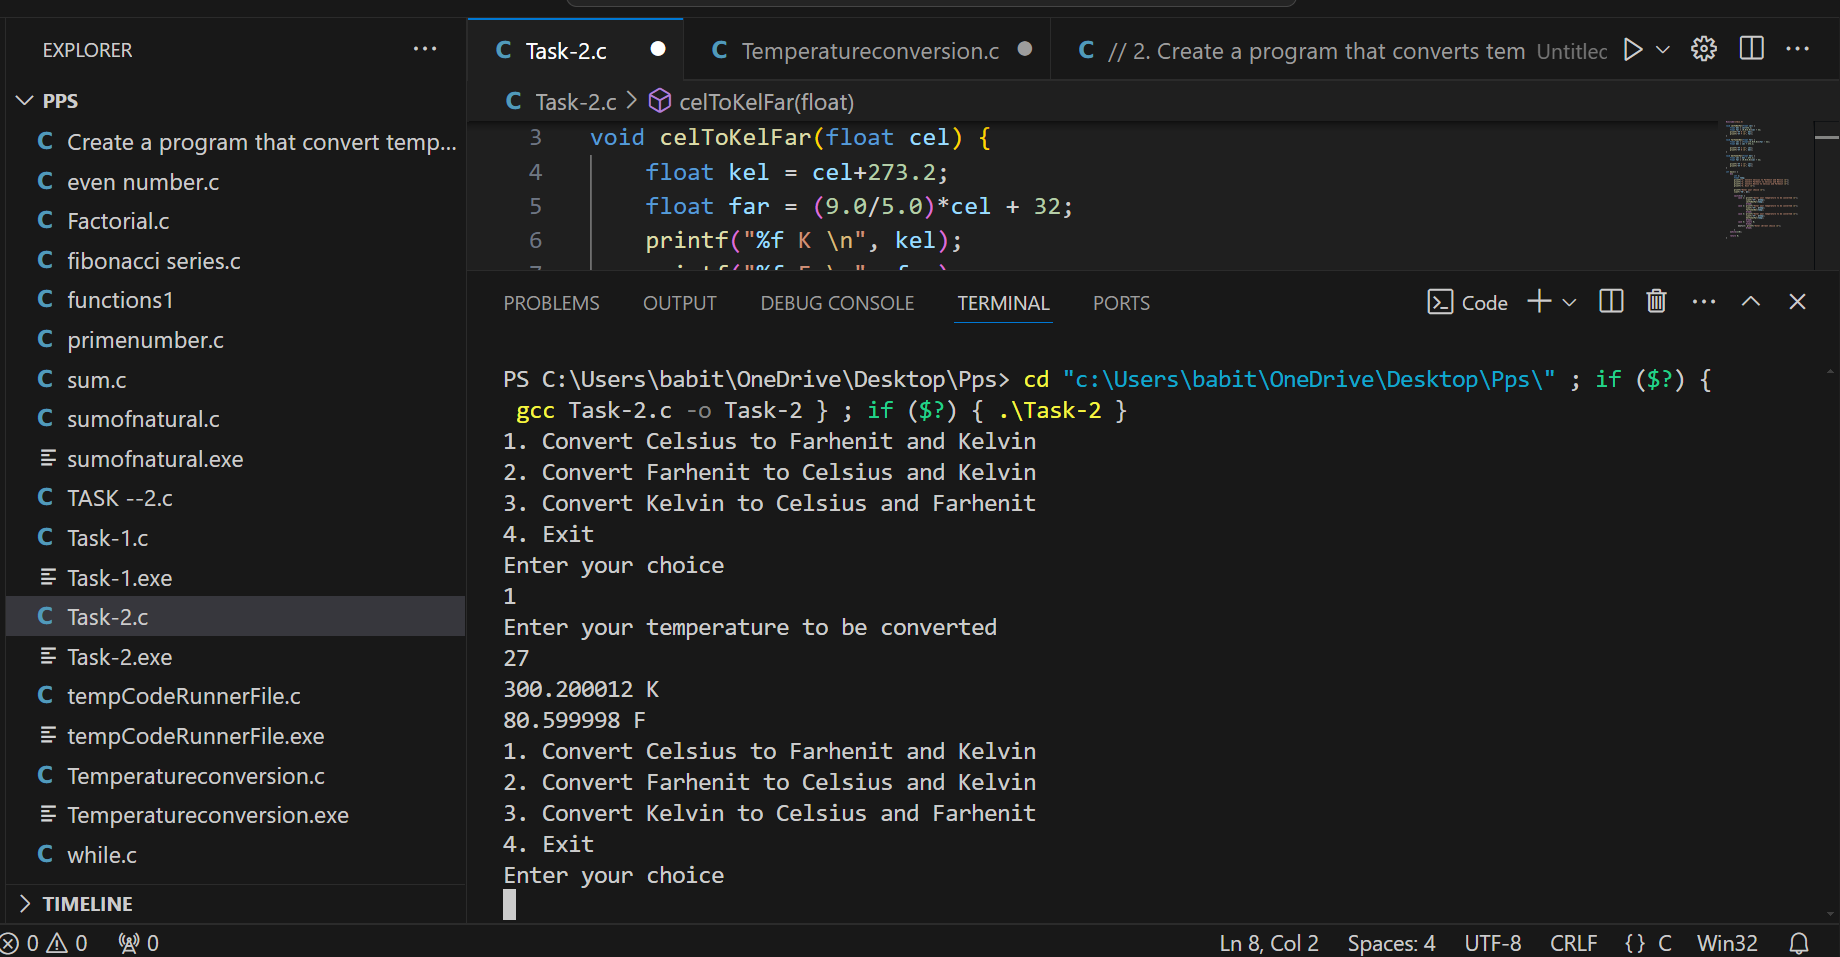 EXPLORER
PPS
Create a program that convert temp...
even number.c
Factorial.c
fibonacci series.c
functions1
primenumber.c
sum.c
sumofnatural.c
sumofnatural.exe
TASK --2.c
Task-1.c
Task-1.exe
Task-2.c
Task-2.exe
tempCodeRunnerFile.c
tempCodeRunnerFile.exe
Temperatureconversion.c
Temperatureconversion.exe
while.c
TIMELINE
Task-2.c
Temperatureconversion.c
// 2. Create a program that converts tem
Task-2.c > celToKelFar(float)
3 void celToKelFar(float cel) {
4 float kel = cel+273.2;
5 float far = (9.0/5.0)*cel + 32;
6 printf("%f K \n", kel);
PROBLEMS OUTPUT DEBUG CONSOLE TERMINAL PORTS
Code
PS C:\Users\babit\OneDrive\Desktop\Pps> cd "c:\Users\babit\OneDrive\Desktop\Pps\" ; if ($?) {
gcc Task-2.c -o Task-2 } ; if ($?) { .\Task-2 }
1. Convert Celsius to Farhenit and Kelvin
2. Convert Farhenit to Celsius and Kelvin
3. Convert Kelvin to Celsius and Farhenit
4. Exit
Enter your choice
1
Enter your temperature to be converted
27
300.200012 K
80.599998 F
1. Convert Celsius to Farhenit and Kelvin
2. Convert Farhenit to Celsius and Kelvin
3. Convert Kelvin to Celsius and Farhenit
4. Exit
Enter your choice
0 0 0
Ln 8, Col 2 Spaces: 4 UTF-8 CRLF {} C Win32